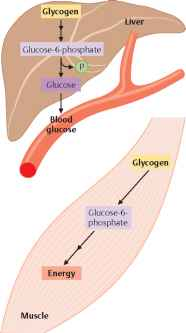 Glycogen
Liver
Glucose-6-phosphate
P
Glucose
Blood
glucose
Glycogen
Glucose-6-
phosphate
Energy
Muscle